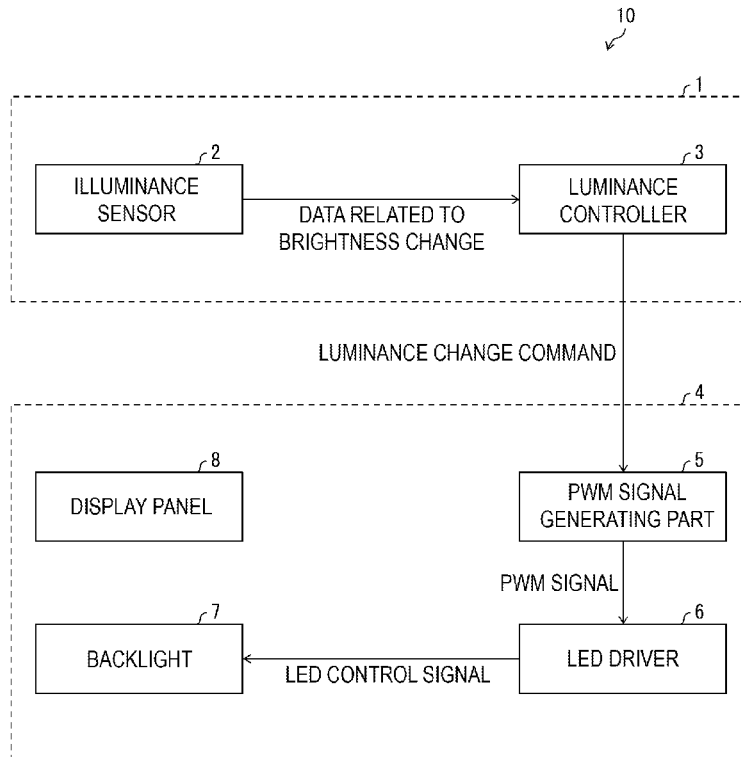 10
1
2
ILLUMINANCE
SENSOR
DATA RELATED TO
BRIGHTNESS CHANGE
3
LUMINANCE
CONTROLLER
LUMINANCE CHANGE COMMAND
4
8
DISPLAY PANEL
5
PWM SIGNAL
GENERATING PART
PWM SIGNAL
7
BACKLIGHT
LED CONTROL SIGNAL
6
LED DRIVER